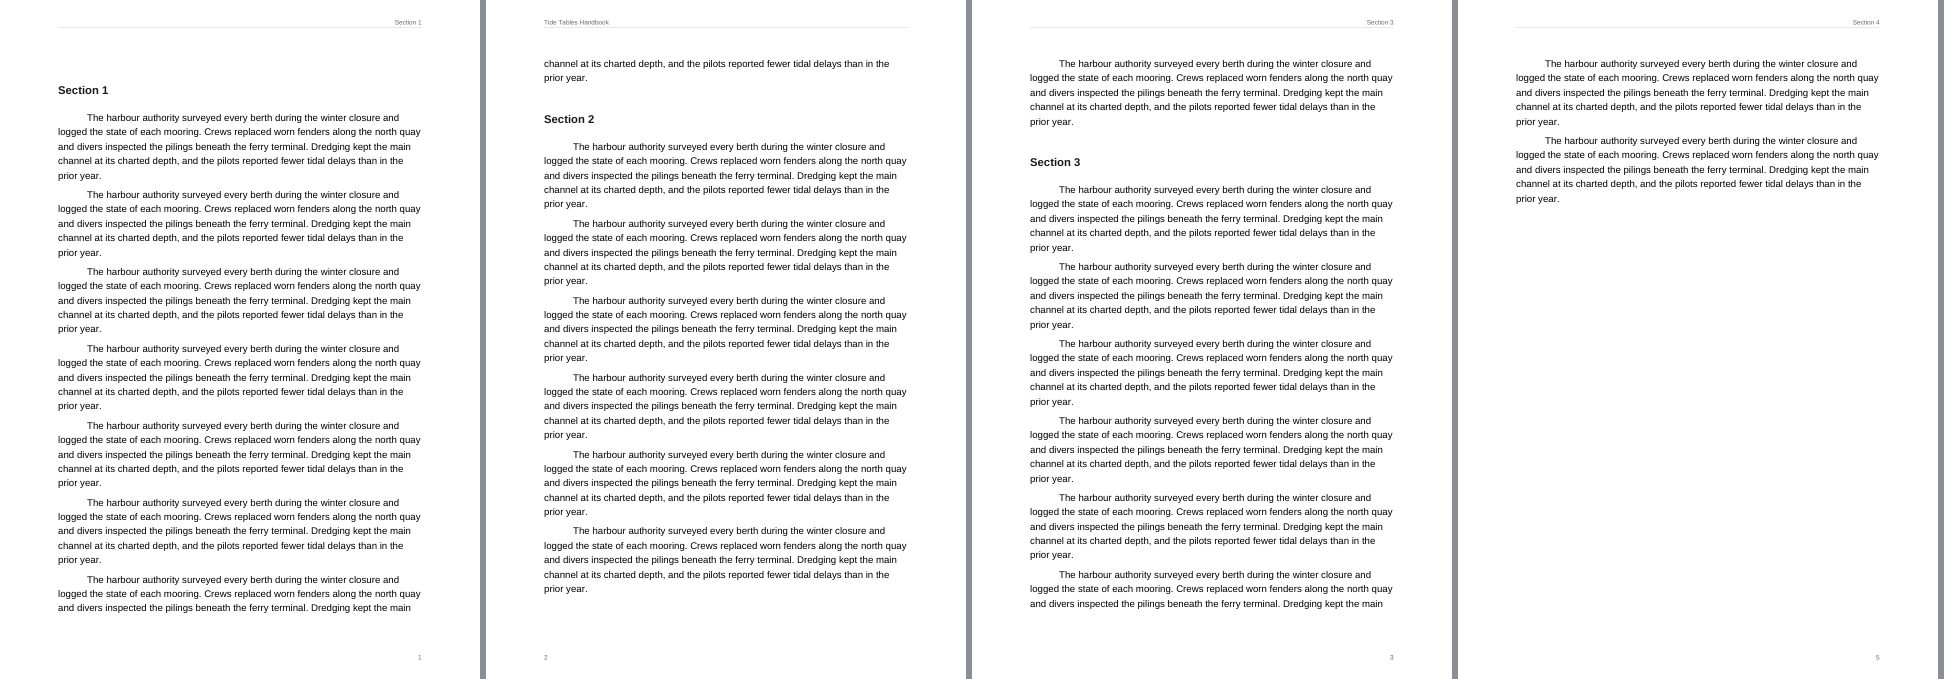 Section 1
Section 1
The harbour authority surveyed every berth during the winter closure and
logged the state of each mooring. Crews replaced worn fenders along the north quay
and divers inspected the pilings beneath the ferry terminal. Dredging kept the main
channel at its charted depth, and the pilots reported fewer tidal delays than in the
prior year.
The harbour authority surveyed every berth during the winter closure and
logged the state of each mooring. Crews replaced worn fenders along the north quay
and divers inspected the pilings beneath the ferry terminal. Dredging kept the main
channel at its charted depth, and the pilots reported fewer tidal delays than in the
prior year.
The harbour authority surveyed every berth during the winter closure and
logged the state of each mooring. Crews replaced worn fenders along the north quay
and divers inspected the pilings beneath the ferry terminal. Dredging kept the main
channel at its charted depth, and the pilots reported fewer tidal delays than in the
prior year.
The harbour authority surveyed every berth during the winter closure and
logged the state of each mooring. Crews replaced worn fenders along the north quay
and divers inspected the pilings beneath the ferry terminal. Dredging kept the main
channel at its charted depth, and the pilots reported fewer tidal delays than in the
prior year.
The harbour authority surveyed every berth during the winter closure and
logged the state of each mooring. Crews replaced worn fenders along the north quay
and divers inspected the pilings beneath the ferry terminal. Dredging kept the main
channel at its charted depth, and the pilots reported fewer tidal delays than in the
prior year.
The harbour authority surveyed every berth during the winter closure and
logged the state of each mooring. Crews replaced worn fenders along the north quay
and divers inspected the pilings beneath the ferry terminal. Dredging kept the main
channel at its charted depth, and the pilots reported fewer tidal delays than in the
prior year.
The harbour authority surveyed every berth during the winter closure and
logged the state of each mooring. Crews replaced worn fenders along the north quay
and divers inspected the pilings beneath the ferry terminal. Dredging kept the main
1
Tide Tables Handbook
channel at its charted depth, and the pilots reported fewer tidal delays than in the
prior year.
Section 2
The harbour authority surveyed every berth during the winter closure and
logged the state of each mooring. Crews replaced worn fenders along the north quay
and divers inspected the pilings beneath the ferry terminal. Dredging kept the main
channel at its charted depth, and the pilots reported fewer tidal delays than in the
prior year.
The harbour authority surveyed every berth during the winter closure and
logged the state of each mooring. Crews replaced worn fenders along the north quay
and divers inspected the pilings beneath the ferry terminal. Dredging kept the main
channel at its charted depth, and the pilots reported fewer tidal delays than in the
prior year.
The harbour authority surveyed every berth during the winter closure and
logged the state of each mooring. Crews replaced worn fenders along the north quay
and divers inspected the pilings beneath the ferry terminal. Dredging kept the main
channel at its charted depth, and the pilots reported fewer tidal delays than in the
prior year.
The harbour authority surveyed every berth during the winter closure and
logged the state of each mooring. Crews replaced worn fenders along the north quay
and divers inspected the pilings beneath the ferry terminal. Dredging kept the main
channel at its charted depth, and the pilots reported fewer tidal delays than in the
prior year.
The harbour authority surveyed every berth during the winter closure and
logged the state of each mooring. Crews replaced worn fenders along the north quay
and divers inspected the pilings beneath the ferry terminal. Dredging kept the main
channel at its charted depth, and the pilots reported fewer tidal delays than in the
prior year.
The harbour authority surveyed every berth during the winter closure and
logged the state of each mooring. Crews replaced worn fenders along the north quay
and divers inspected the pilings beneath the ferry terminal. Dredging kept the main
channel at its charted depth, and the pilots reported fewer tidal delays than in the
prior year.
2
Section 3
The harbour authority surveyed every berth during the winter closure and
logged the state of each mooring. Crews replaced worn fenders along the north quay
and divers inspected the pilings beneath the ferry terminal. Dredging kept the main
channel at its charted depth, and the pilots reported fewer tidal delays than in the
prior year.
Section 3
The harbour authority surveyed every berth during the winter closure and
logged the state of each mooring. Crews replaced worn fenders along the north quay
and divers inspected the pilings beneath the ferry terminal. Dredging kept the main
channel at its charted depth, and the pilots reported fewer tidal delays than in the
prior year.
The harbour authority surveyed every berth during the winter closure and
logged the state of each mooring. Crews replaced worn fenders along the north quay
and divers inspected the pilings beneath the ferry terminal. Dredging kept the main
channel at its charted depth, and the pilots reported fewer tidal delays than in the
prior year.
The harbour authority surveyed every berth during the winter closure and
logged the state of each mooring. Crews replaced worn fenders along the north quay
and divers inspected the pilings beneath the ferry terminal. Dredging kept the main
channel at its charted depth, and the pilots reported fewer tidal delays than in the
prior year.
The harbour authority surveyed every berth during the winter closure and
logged the state of each mooring. Crews replaced worn fenders along the north quay
and divers inspected the pilings beneath the ferry terminal. Dredging kept the main
channel at its charted depth, and the pilots reported fewer tidal delays than in the
prior year.
The harbour authority surveyed every berth during the winter closure and
logged the state of each mooring. Crews replaced worn fenders along the north quay
and divers inspected the pilings beneath the ferry terminal. Dredging kept the main
channel at its charted depth, and the pilots reported fewer tidal delays than in the
prior year.
The harbour authority surveyed every berth during the winter closure and
logged the state of each mooring. Crews replaced worn fenders along the north quay
and divers inspected the pilings beneath the ferry terminal. Dredging kept the main
3
Section 4
The harbour authority surveyed every berth during the winter closure and
logged the state of each mooring. Crews replaced worn fenders along the north quay
and divers inspected the pilings beneath the ferry terminal. Dredging kept the main
channel at its charted depth, and the pilots reported fewer tidal delays than in the
prior year.
The harbour authority surveyed every berth during the winter closure and
logged the state of each mooring. Crews replaced worn fenders along the north quay
and divers inspected the pilings beneath the ferry terminal. Dredging kept the main
channel at its charted depth, and the pilots reported fewer tidal delays than in the
prior year.
5